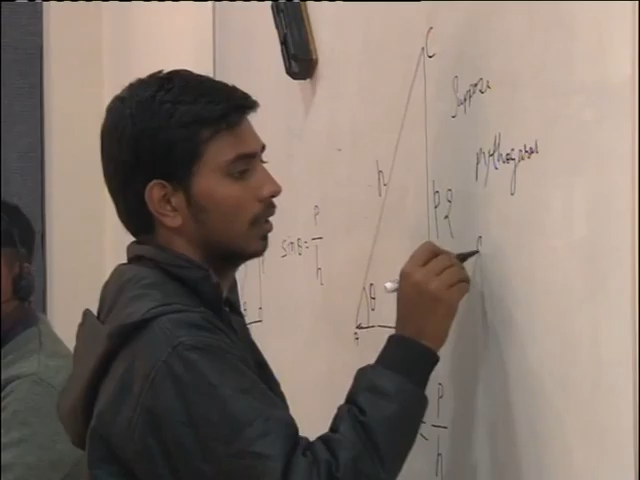 C
Suppose
pythagoras
h
P
sinθ = P/h
θ
A
P
h